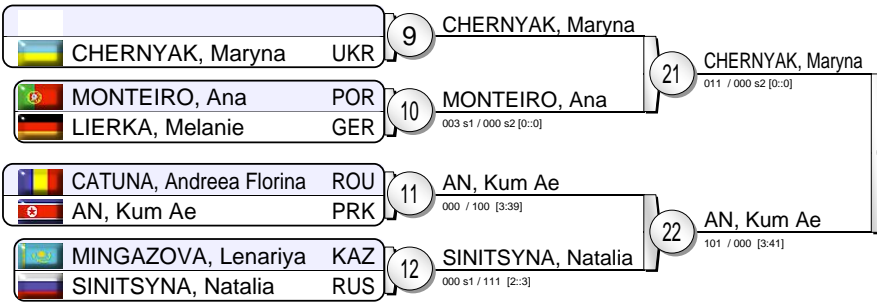 CHERNYAK, Maryna UKR
9
CHERNYAK, Maryna
MONTEIRO, Ana POR
LIERKA, Melanie GER
10
MONTEIRO, Ana
003 s1 / 000 s2 [0::0]
21
CHERNYAK, Maryna
011 / 000 s2 [0::0]
CATUNA, Andreea Florina ROU
AN, Kum Ae PRK
11
AN, Kum Ae
000 / 100 [3:39]
MINGAZOVA, Lenariya KAZ
SINITSYNA, Natalia RUS
12
SINITSYNA, Natalia
000 s1 / 111 [2::3]
22
AN, Kum Ae
101 / 000 [3:41]